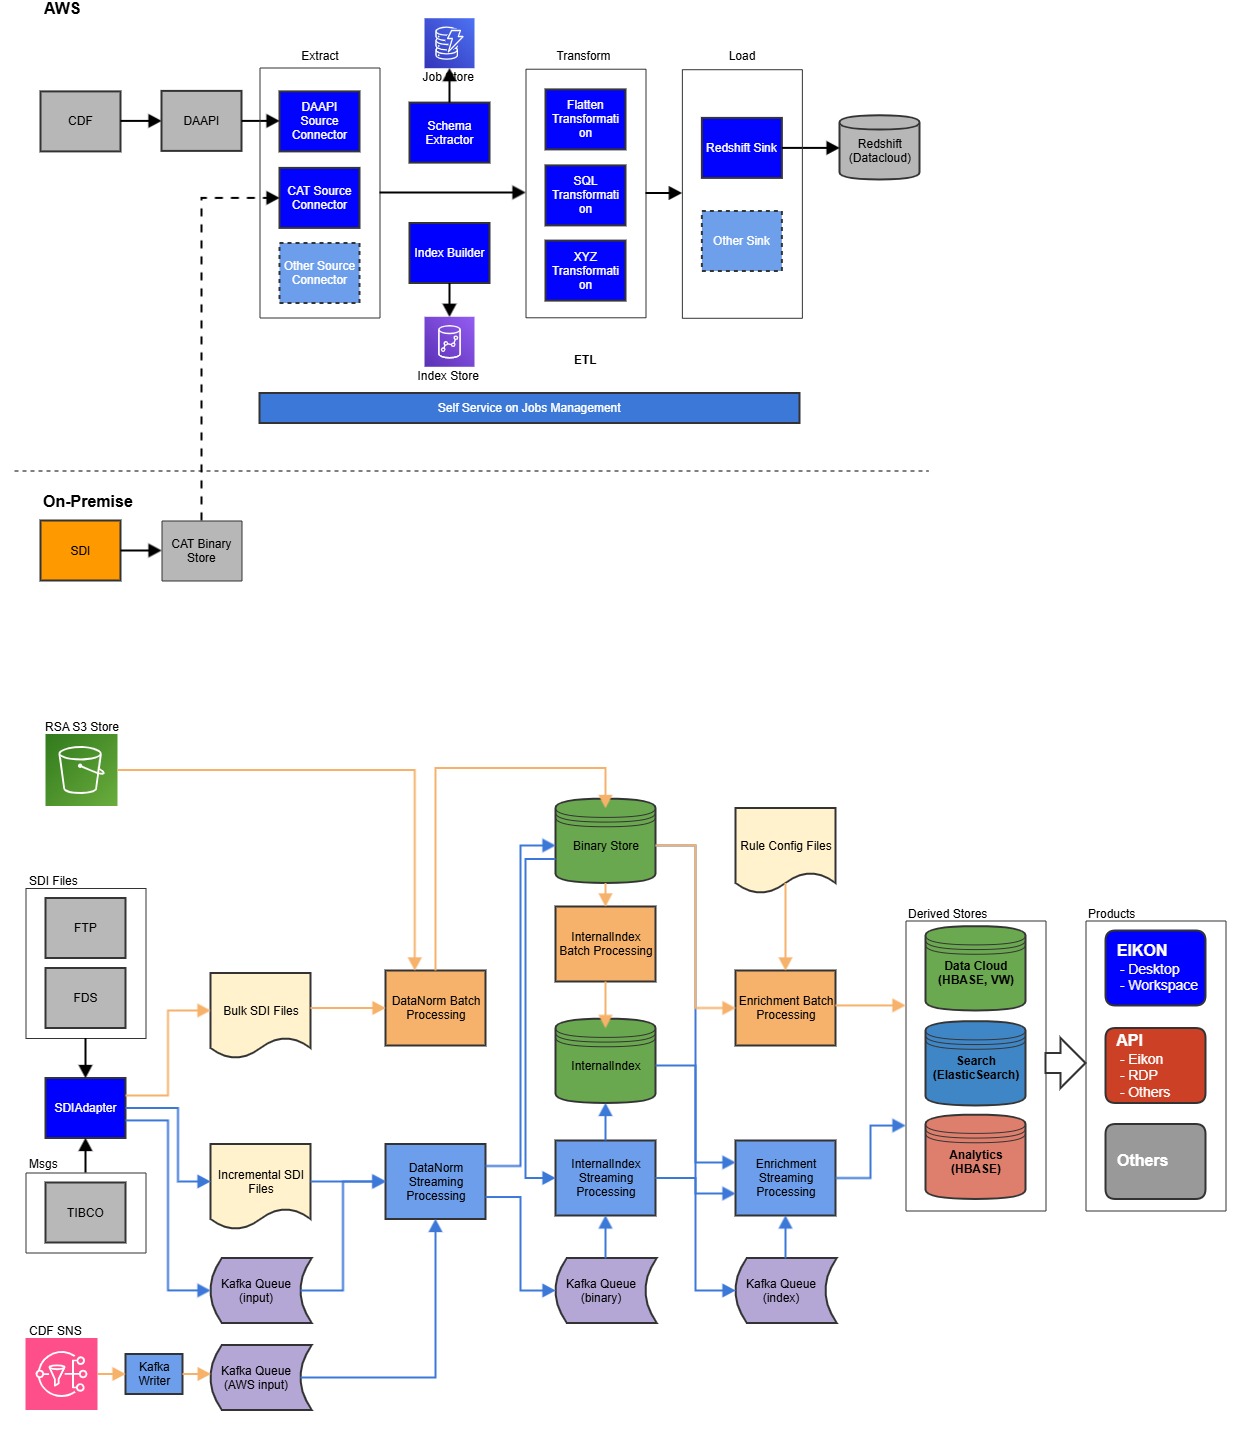 AWS
Extract
Job Store
Transform
Load
CDF
DAAPI
DAAPI
Source
Connector
Schema
Extractor
Flatten
Transformati
on
Redshift Sink
Redshift
(Datacloud)
CAT Source
Connector
SQL
Transformati
on
Other Source
Connector
Index Builder
XYZ
Transformati
on
Other Sink
Index Store
ETL
Self Service on Jobs Management
On-Premise
SDI
CAT Binary
Store
RSA S3 Store
Binary Store
Rule Config Files
SDI Files
FTP
FDS
InternalIndex
Batch Processing
Derived Stores
Products
Data Cloud
(HBASE, VW)
EIKON
- Desktop
- Workspace
Bulk SDI Files
DataNorm Batch
Processing
Enrichment Batch
Processing
InternalIndex
Search
(ElasticSearch)
API
- Eikon
- RDP
- Others
SDIAdapter
Msgs
TIBCO
Incremental SDI
Files
DataNorm
Streaming
Processing
InternalIndex
Streaming
Processing
Enrichment
Streaming
Processing
Analytics
(HBASE)
Others
Kafka Queue
(input)
Kafka Queue
(binary)
Kafka Queue
(index)
CDF SNS
Kafka
Writer
Kafka Queue
(AWS input)